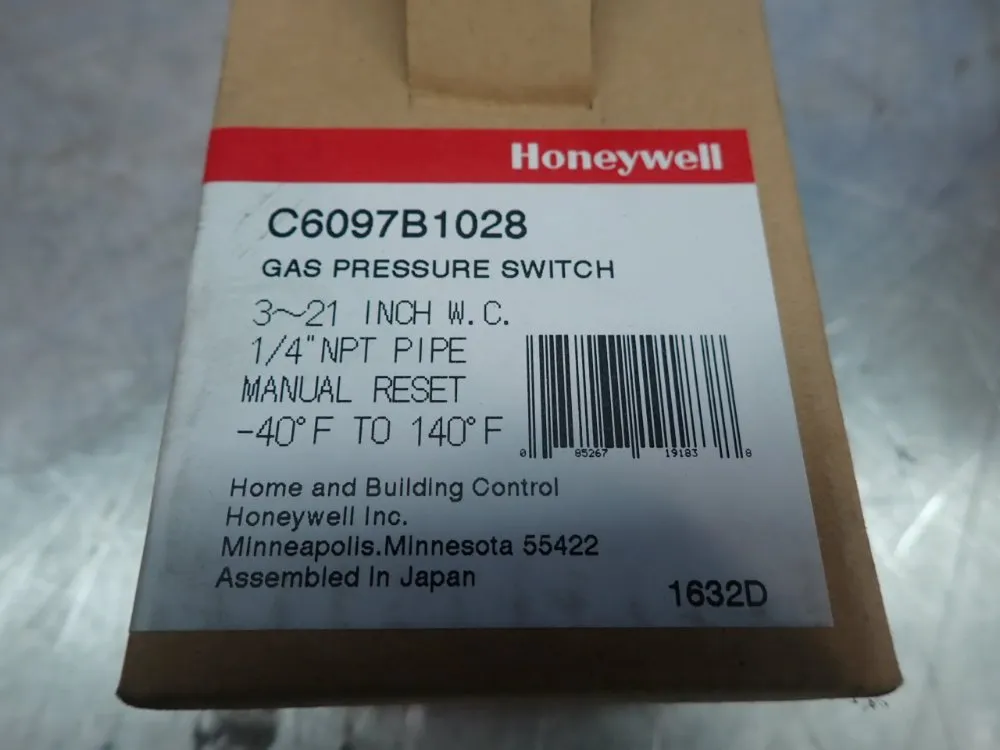 Honeywell
C6097B1028
GAS PRESSURE SWITCH
3~21 INCH W.C.
1/4"NPT PIPE
MANUAL RESET
-40°F TO 140°F
0 85267 19183 8
Home and Building Control
Honeywell Inc.
Minneapolis.Minnesota 55422
Assembled in Japan
1632D